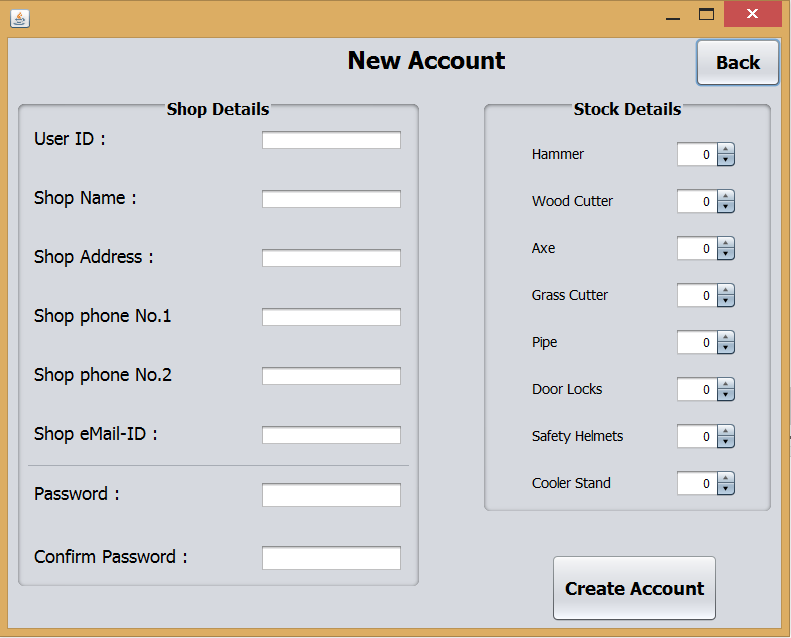 New Account
Back
Shop Details
User ID :
Shop Name :
Shop Address :
Shop phone No.1
Shop phone No.2
Shop eMail-ID :
Password :
Confirm Password :
Stock Details
Hammer 0
Wood Cutter 0
Axe 0
Grass Cutter 0
Pipe 0
Door Locks 0
Safety Helmets 0
Cooler Stand 0
Create Account